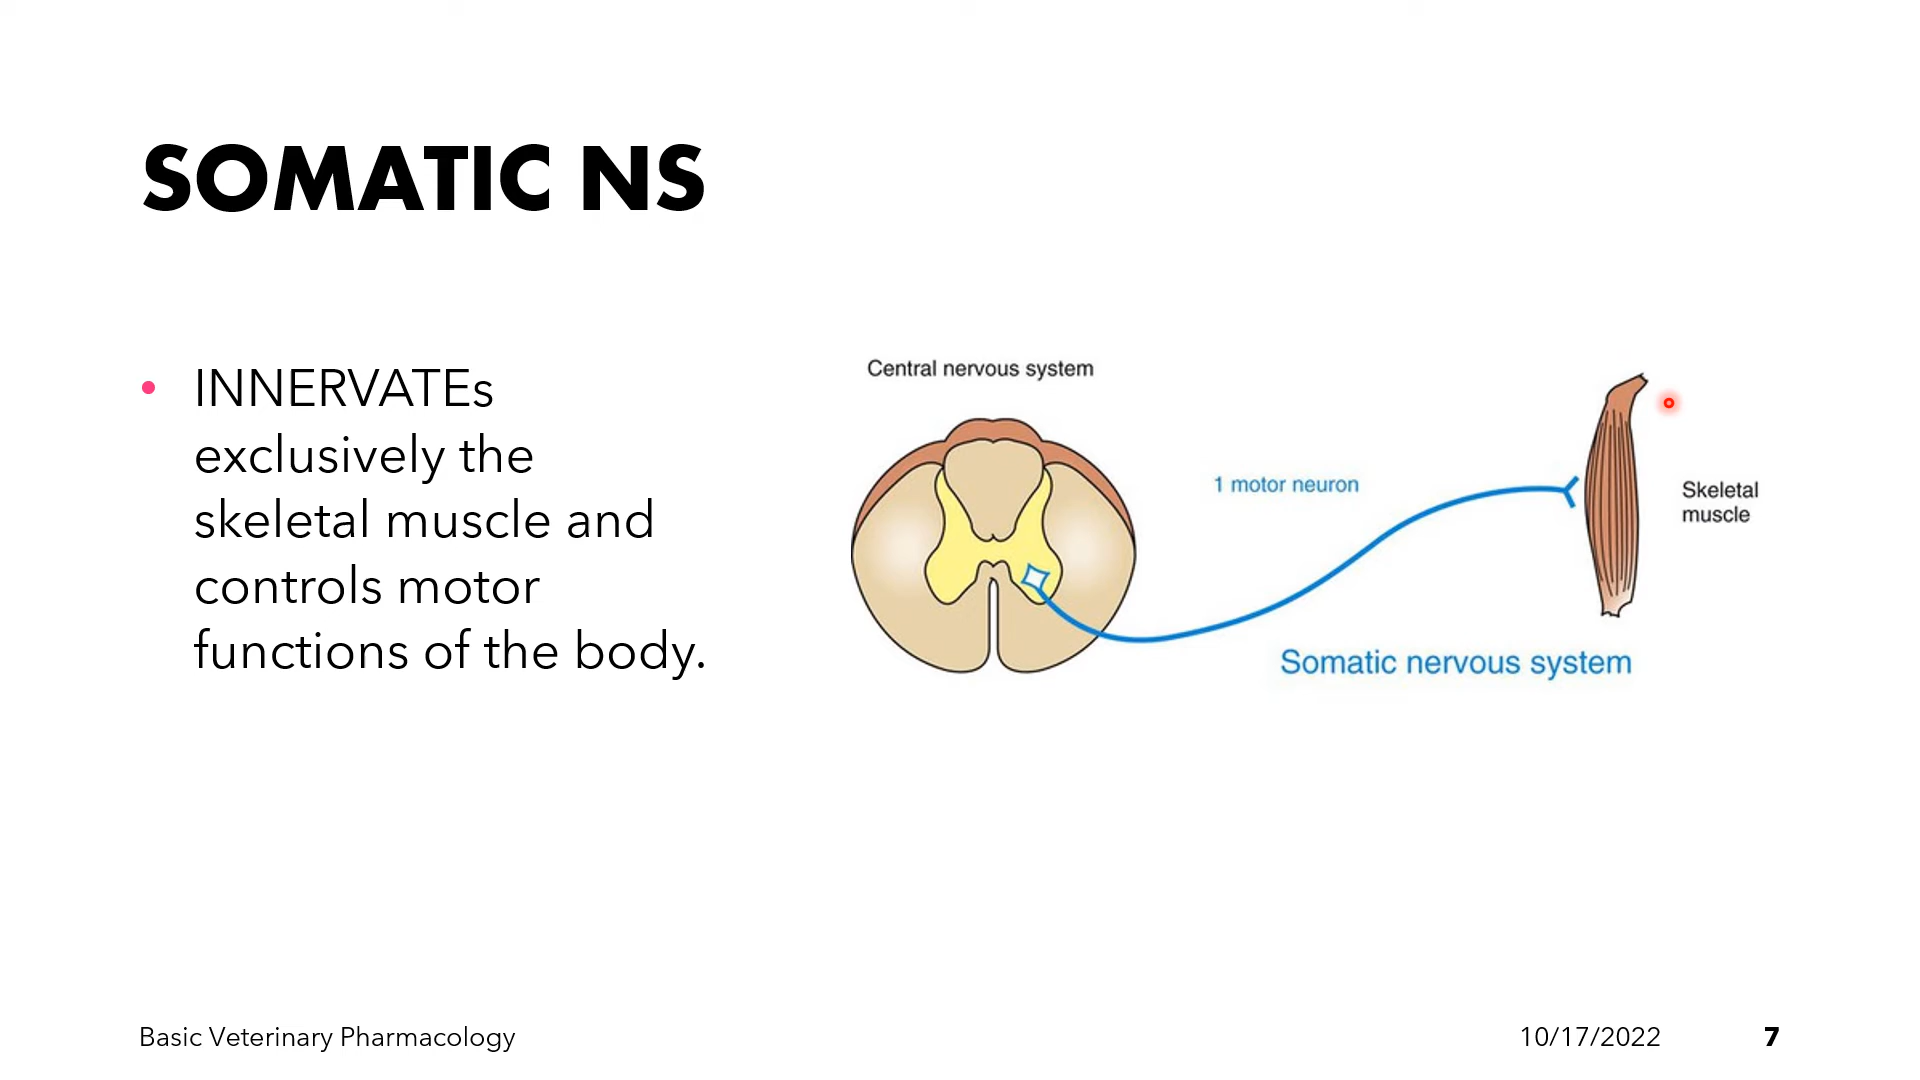 SOMATIC NS
• INNERVATEs
exclusively the
skeletal muscle and
controls motor
functions of the body.
Central nervous system
1 motor neuron
Skeletal
muscle
Somatic nervous system
Basic Veterinary Pharmacology
10/17/2022
7